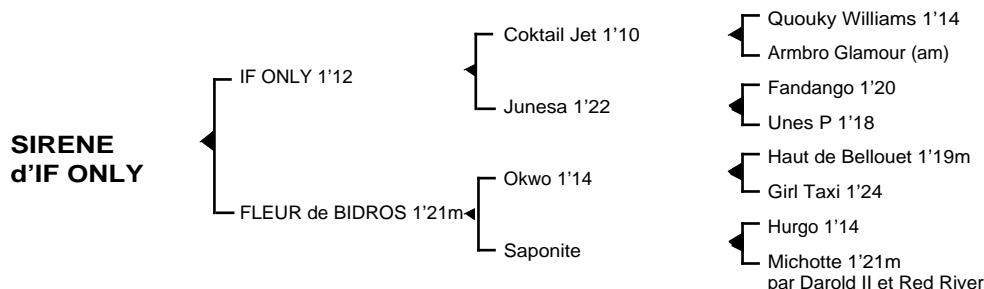 SIRENE
d'IF ONLY
IF ONLY 1'12
FLEUR de BIDROS 1'21m
Coktail Jet 1'10
Junesa 1'22
Okwo 1'14
Saponite
Quouky Williams 1'14
Armbro Glamour (am)
Fandango 1'20
Unes P 1'18
Haut de Bellouet 1'19m
Girl Taxi 1'24
Hurgo 1'14
Michotte 1'21m
par Darold II et Red River